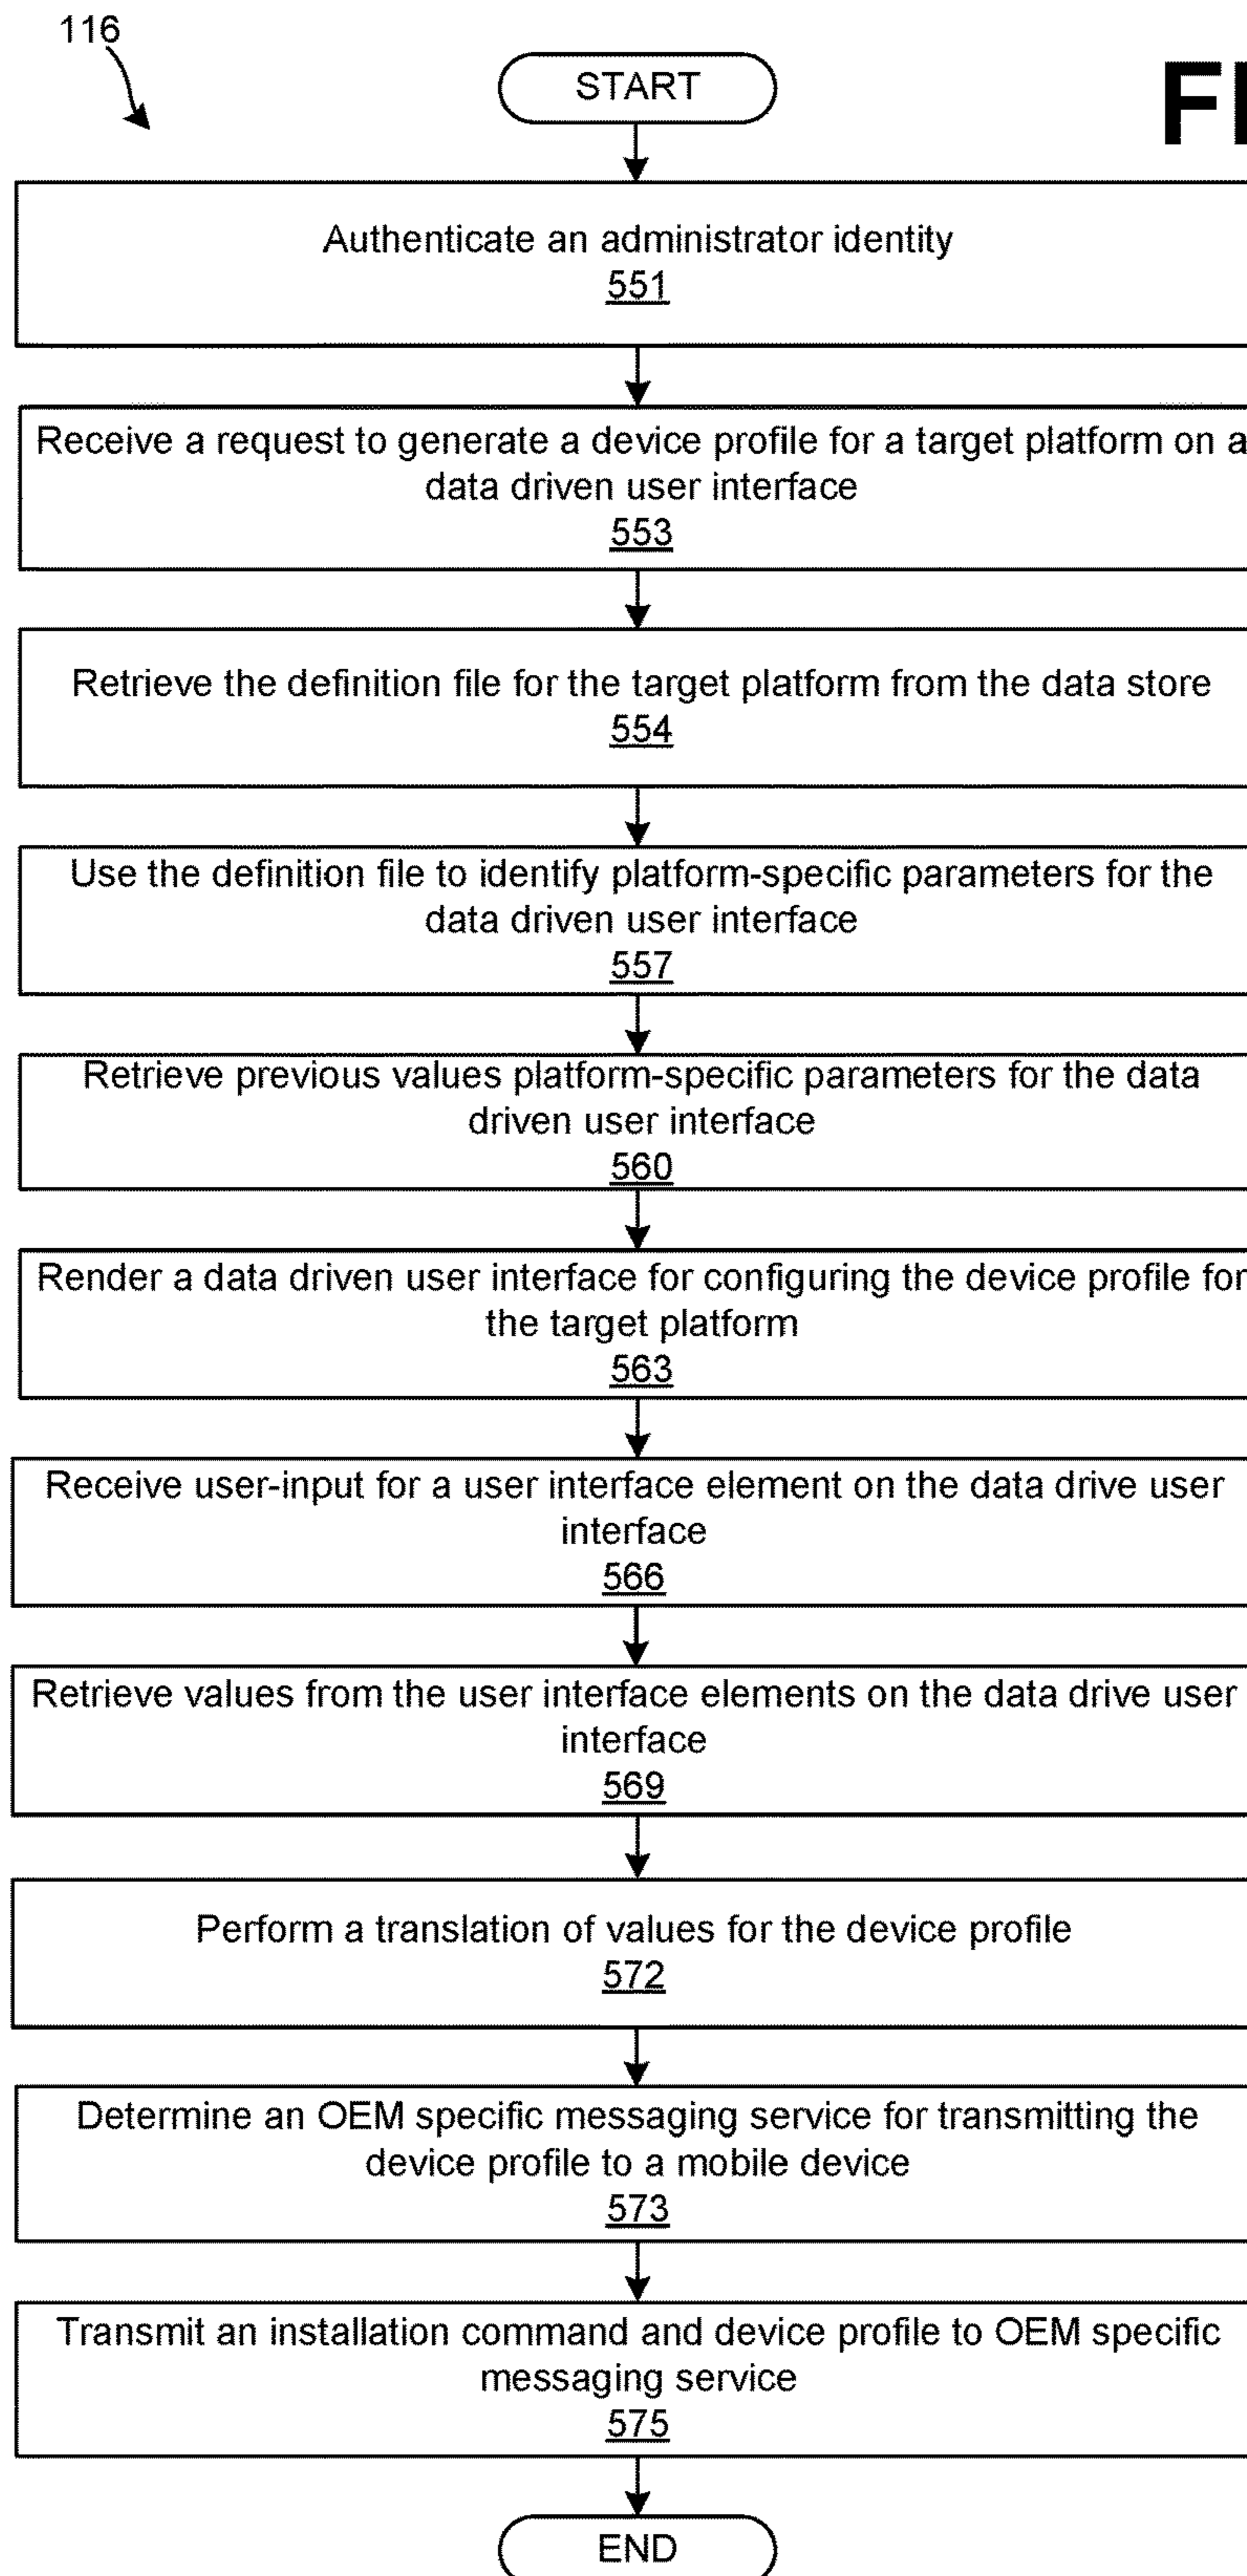 116
START
FI
Authenticate an administrator identity
551
Receive a request to generate a device profile for a target platform on a
data driven user interface
553
Retrieve the definition file for the target platform from the data store
554
Use the definition file to identify platform-specific parameters for the
data driven user interface
557
Retrieve previous values platform-specific parameters for the data
driven user interface
560
Render a data driven user interface for configuring the device profile for
the target platform
563
Receive user-input for a user interface element on the data drive user
interface
566
Retrieve values from the user interface elements on the data drive user
interface
569
Perform a translation of values for the device profile
572
Determine an OEM specific messaging service for transmitting the
device profile to a mobile device
573
Transmit an installation command and device profile to OEM specific
messaging service
575
END